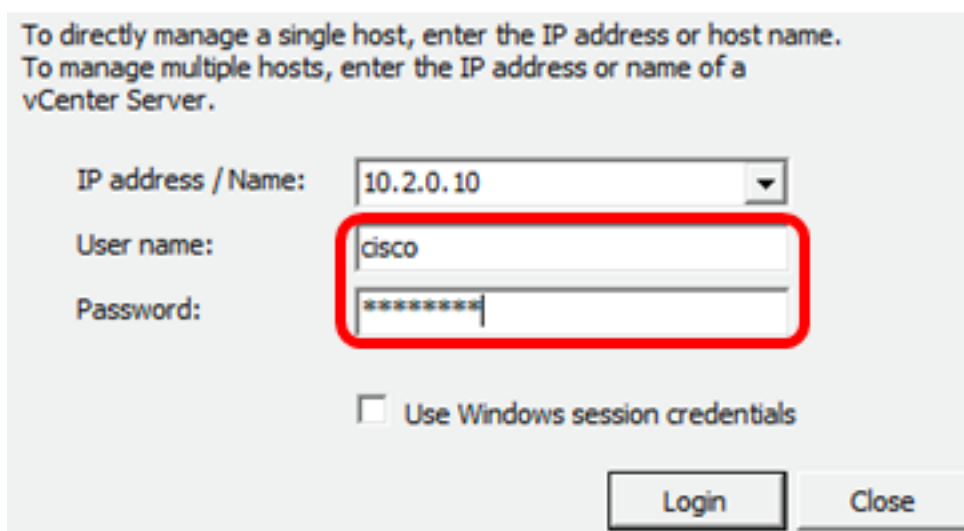 To directly manage a single host, enter the IP address or host name.
To manage multiple hosts, enter the IP address or name of a
vCenter Server.
IP address / Name: 10.2.0.10
User name: cisco
Password: ********
Use Windows session credentials
Login Close